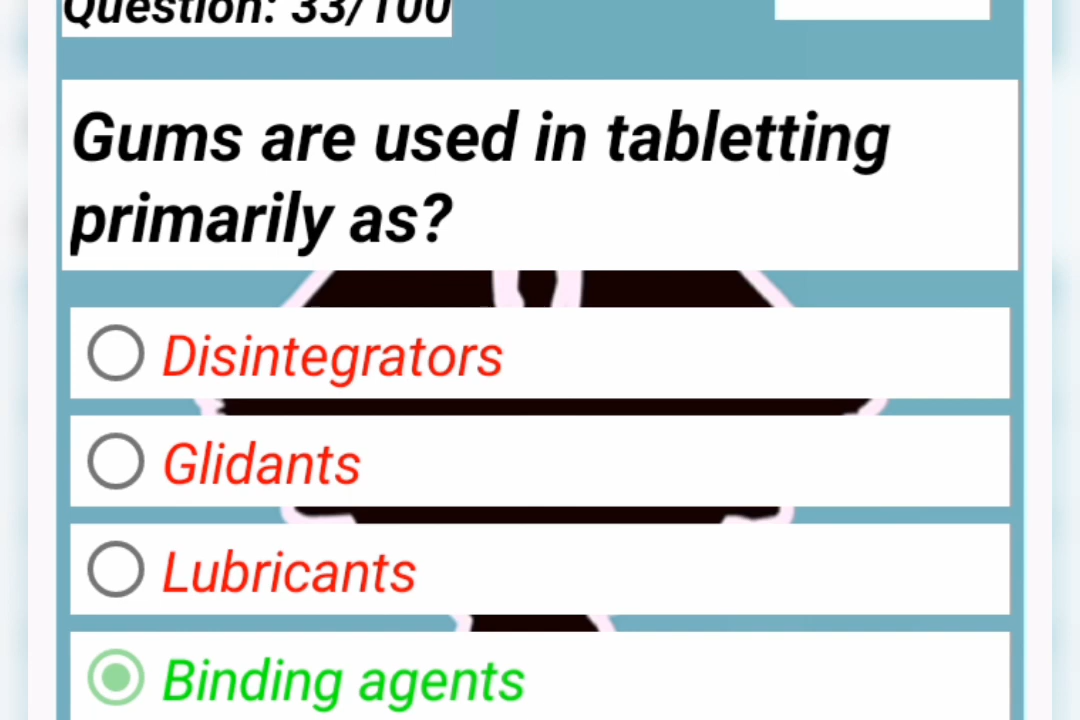 Question: 33/100
Gums are used in tabletting
primarily as?
Disintegrators
Glidants
Lubricants
Binding agents